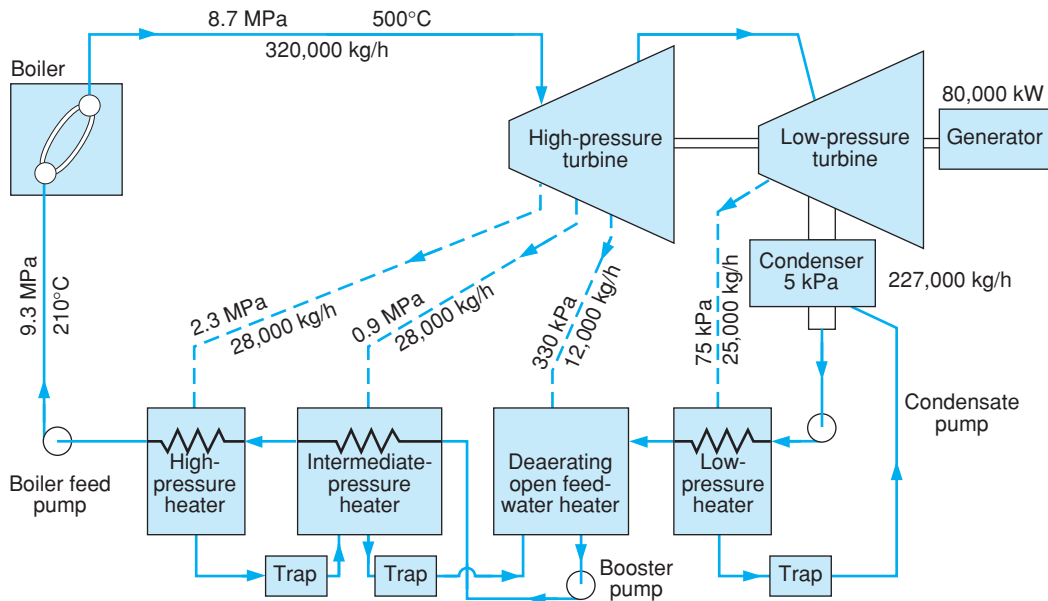 8.7 MPa
500°C
320,000 kg/h
Boiler
80,000 kW
High-pressure
turbine
Low-pressure
turbine
Generator
9.3 MPa
210°C
2.3 MPa
28,000 kg/h
0.9 MPa
28,000 kg/h
330 kPa
12,000 kg/h
75 kPa
25,000 kg/h
Condenser
5 kPa
227,000 kg/h
Condensate
pump
Boiler feed
pump
High-
pressure
heater
Intermediate-
pressure
heater
Deaerating
open feed-
water heater
Low-
pressure
heater
Trap
Trap
Booster
pump
Trap